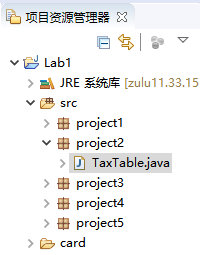 项目资源管理器
Lab1
JRE 系统库 [zulu11.33.15
src
project1
project2
TaxTable.java
project3
project4
project5
card